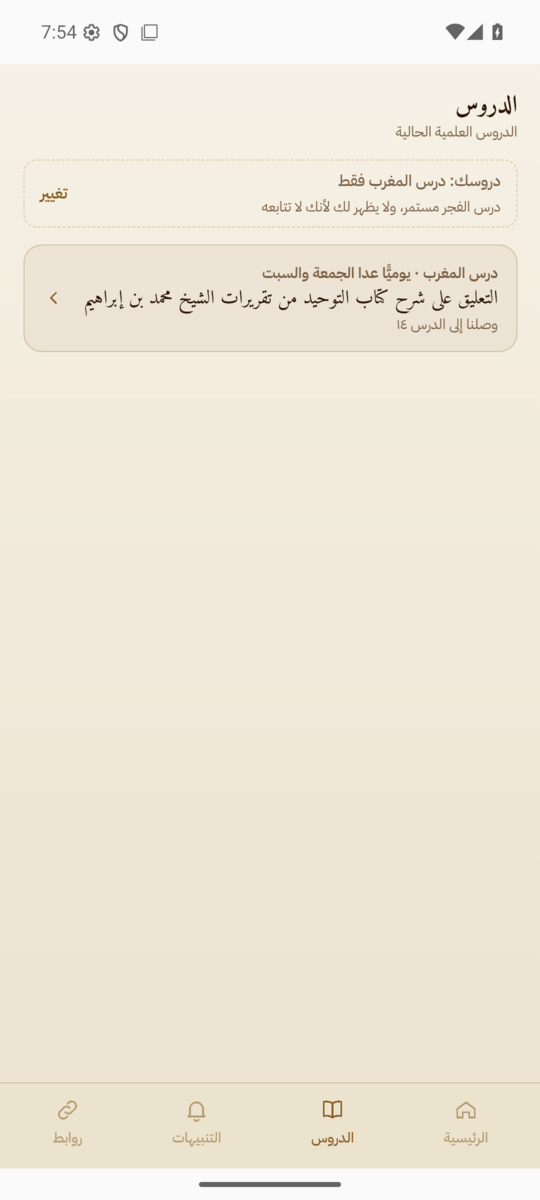 7:54
الدروس
الدروس العلمية الحالية
دروسك: درس المغرب فقط
درس الفجر مستمر، ولا يظهر لك لأنك لا تتابعه
تغيير
درس المغرب · يوميًّا عدا الجمعة والسبت
التعليق على شرح كتاب التوحيد من تقريرات الشيخ محمد بن إبراهيم
وصلنا إلى الدرس ١٤
الرئيسية
الدروس
التنبيهات
روابط